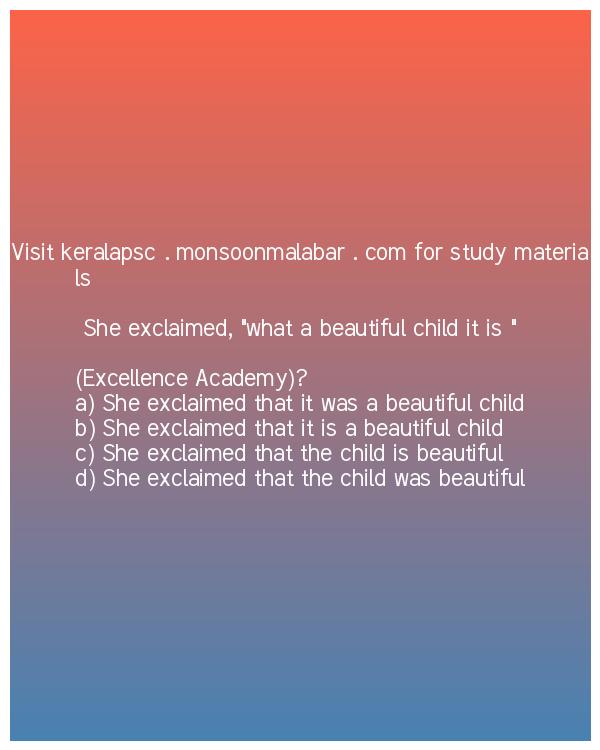 Visit keralapsc . monsoonmalabar . com for study materia
ls
She exclaimed, "what a beautiful child it is "
(Excellence Academy)?
a) She exclaimed that it was a beautiful child
b) She exclaimed that it is a beautiful child
c) She exclaimed that the child is beautiful
d) She exclaimed that the child was beautiful